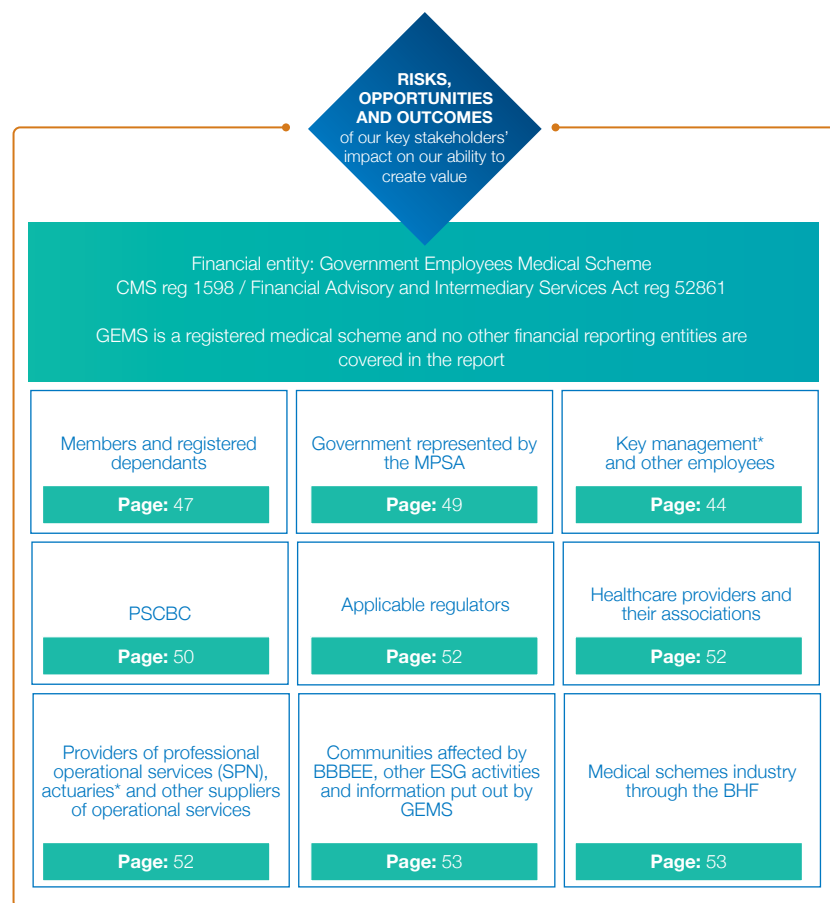 RISKS,
OPPORTUNITIES
AND OUTCOMES
of our key stakeholders'
impact on our ability to
create value
Financial entity: Government Employees Medical Scheme
CMS reg 1598 / Financial Advisory and Intermediary Services Act reg 52861
GEMS is a registered medical scheme and no other financial reporting entities are
covered in the report
Members and registered
dependants
Page: 47
Government represented by
the MPSA
Page: 49
Key management*
and other employees
Page: 44
PSCBC
Page: 50
Applicable regulators
Page: 52
Healthcare providers and
their associations
Page: 52
Providers of professional
operational services (SPN),
actuaries* and other suppliers
of operational services
Page: 52
Communities affected by
BBBEE, other ESG activities
and information put out by
GEMS
Page: 53
Medical schemes industry
through the BHF
Page: 53